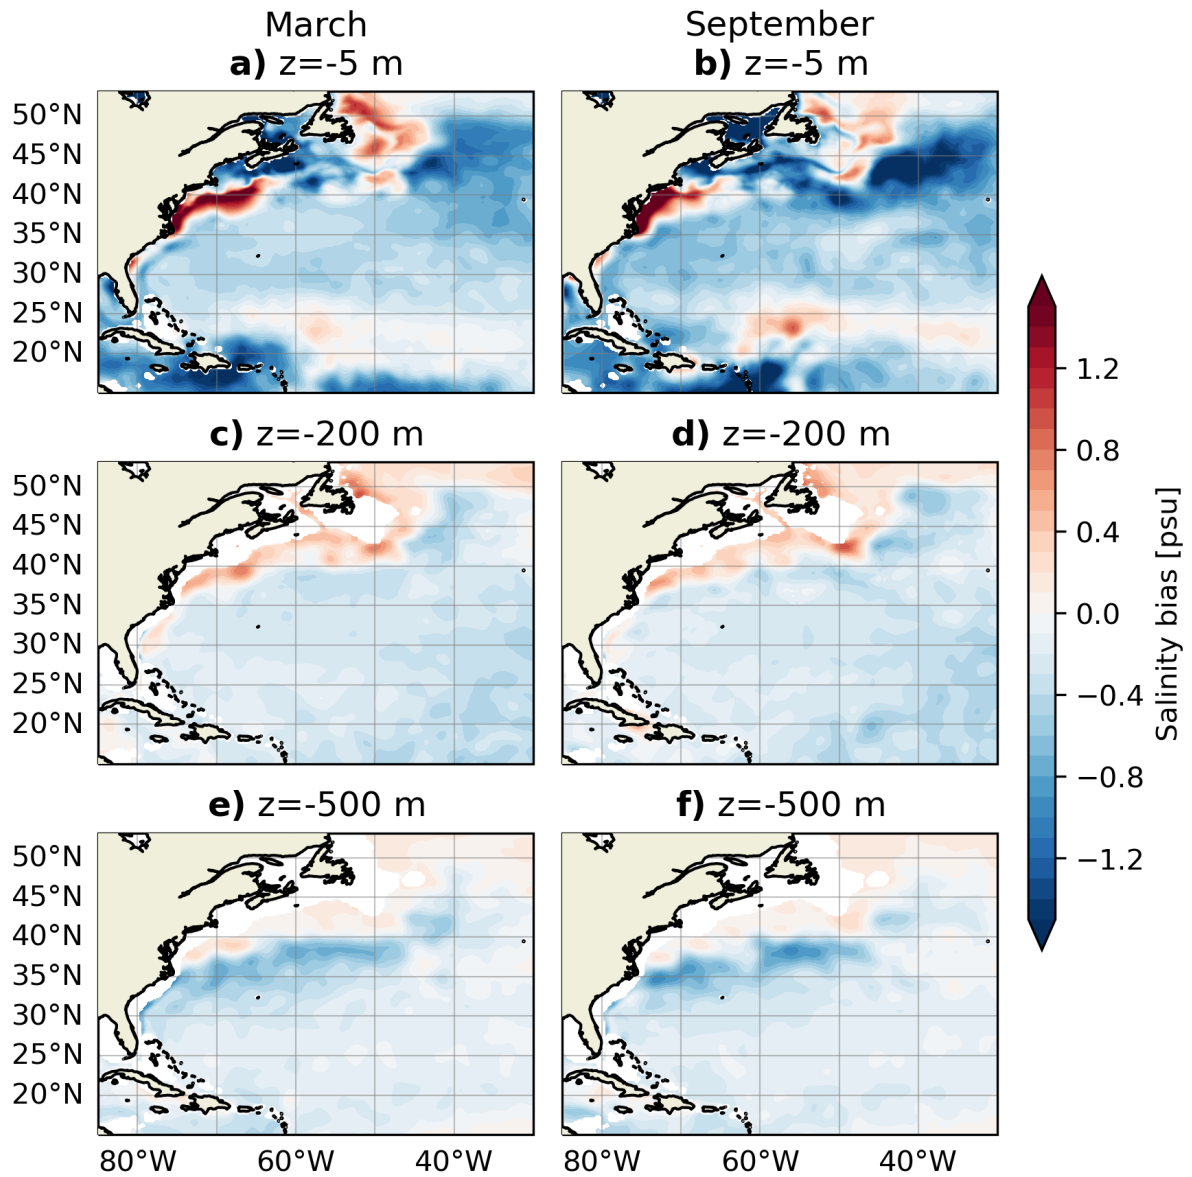 March September
a) z=-5 m b) z=-5 m
50°N
45°N
40°N
35°N
30°N
25°N
20°N
c) z=-200 m d) z=-200 m
50°N
45°N
40°N
35°N
30°N
25°N
20°N
e) z=-500 m f) z=-500 m
50°N
45°N
40°N
35°N
30°N
25°N
20°N
80°W 60°W 40°W 80°W 60°W 40°W
1.2
0.8
0.4
0.0
−0.4
−0.8
−1.2
Salinity bias [psu]